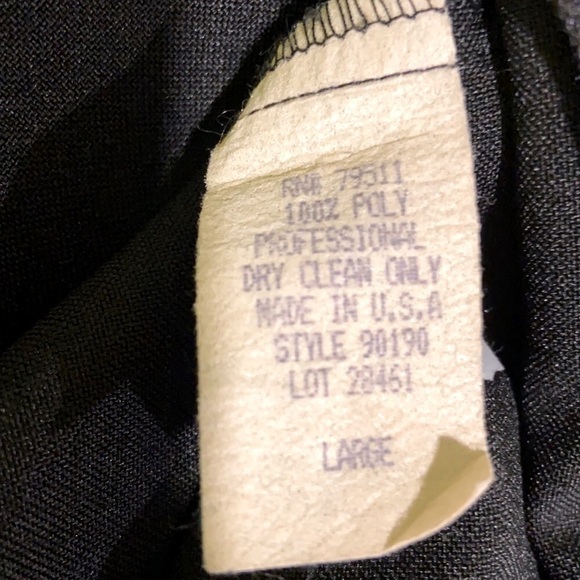 RN# 79511
100% POLY
PROFESSIONAL
DRY CLEAN ONLY
MADE IN U.S.A
STYLE 90190
LOT 28461
LARGE